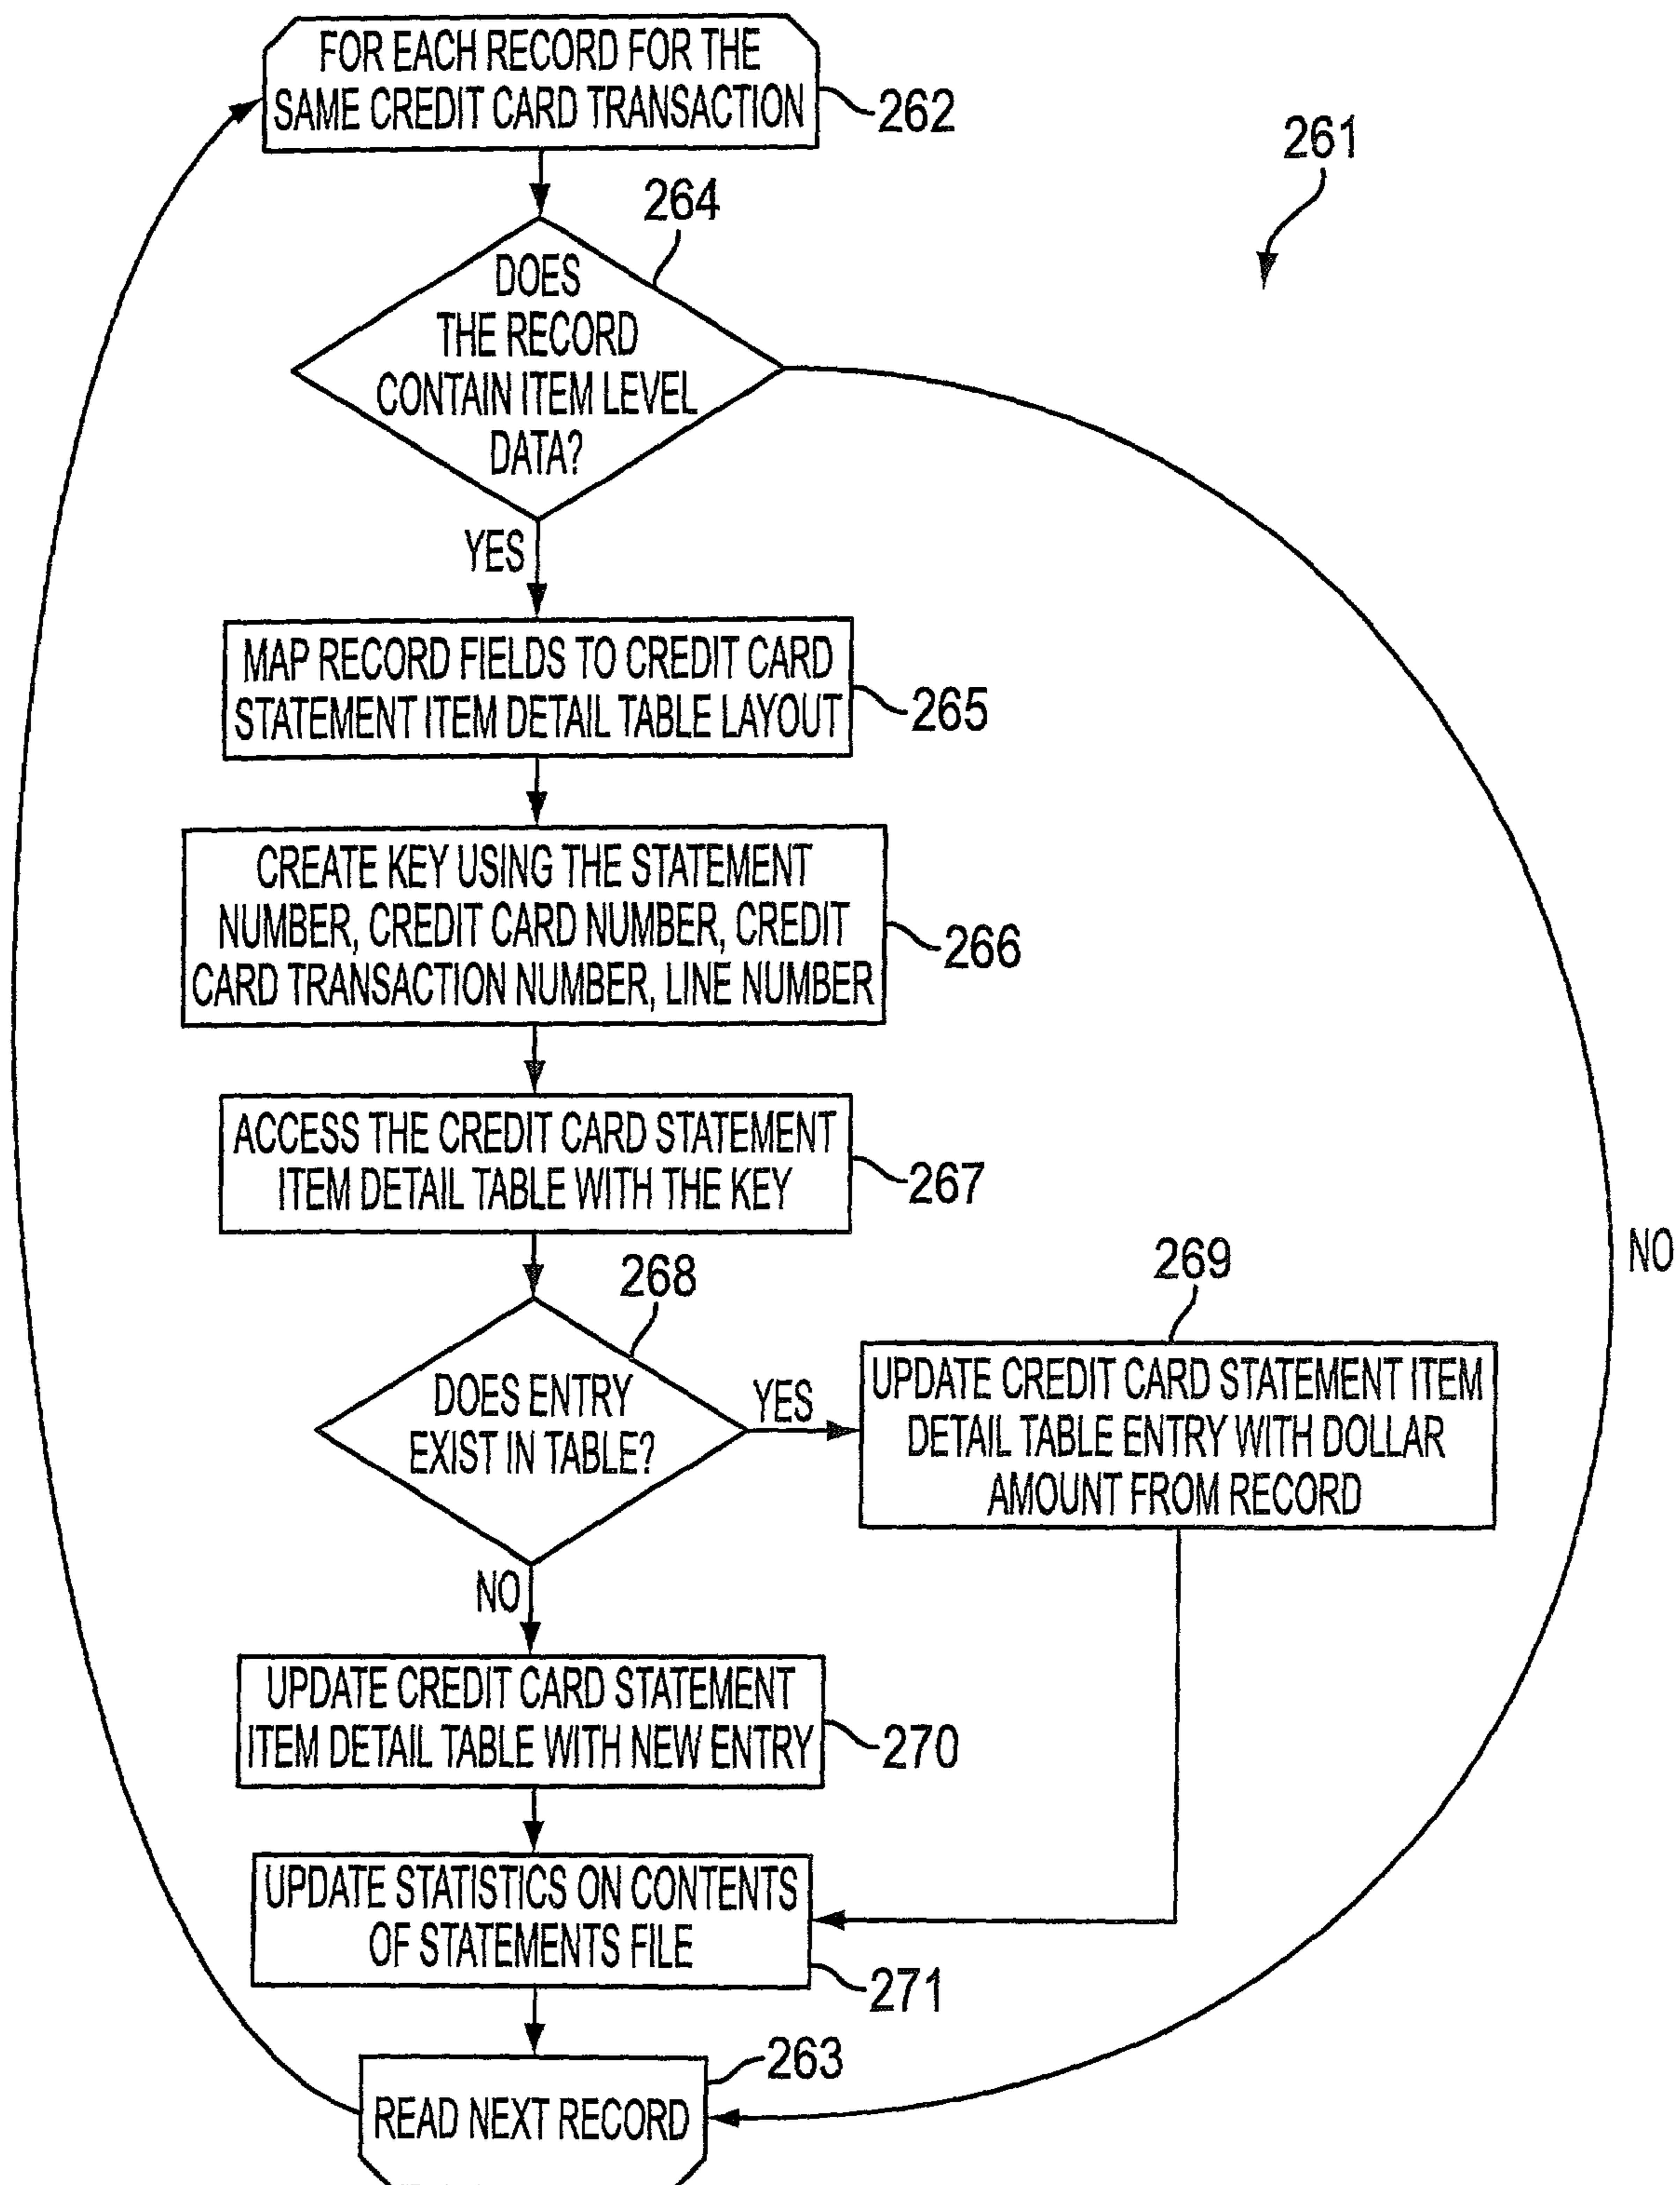 FOR EACH RECORD FOR THE
SAME CREDIT CARD TRANSACTION
262
261
264
DOES
THE RECORD
CONTAIN ITEM LEVEL
DATA?
YES
MAP RECORD FIELDS TO CREDIT CARD
STATEMENT ITEM DETAIL TABLE LAYOUT
265
CREATE KEY USING THE STATEMENT
NUMBER, CREDIT CARD NUMBER, CREDIT
CARD TRANSACTION NUMBER, LINE NUMBER
266
ACCESS THE CREDIT CARD STATEMENT
ITEM DETAIL TABLE WITH THE KEY
267
NO
268
269
DOES ENTRY
EXIST IN TABLE?
YES
UPDATE CREDIT CARD STATEMENT ITEM
DETAIL TABLE ENTRY WITH DOLLAR
AMOUNT FROM RECORD
NO
UPDATE CREDIT CARD STATEMENT
ITEM DETAIL TABLE WITH NEW ENTRY
270
UPDATE STATISTICS ON CONTENTS
OF STATEMENTS FILE
271
263
READ NEXT RECORD